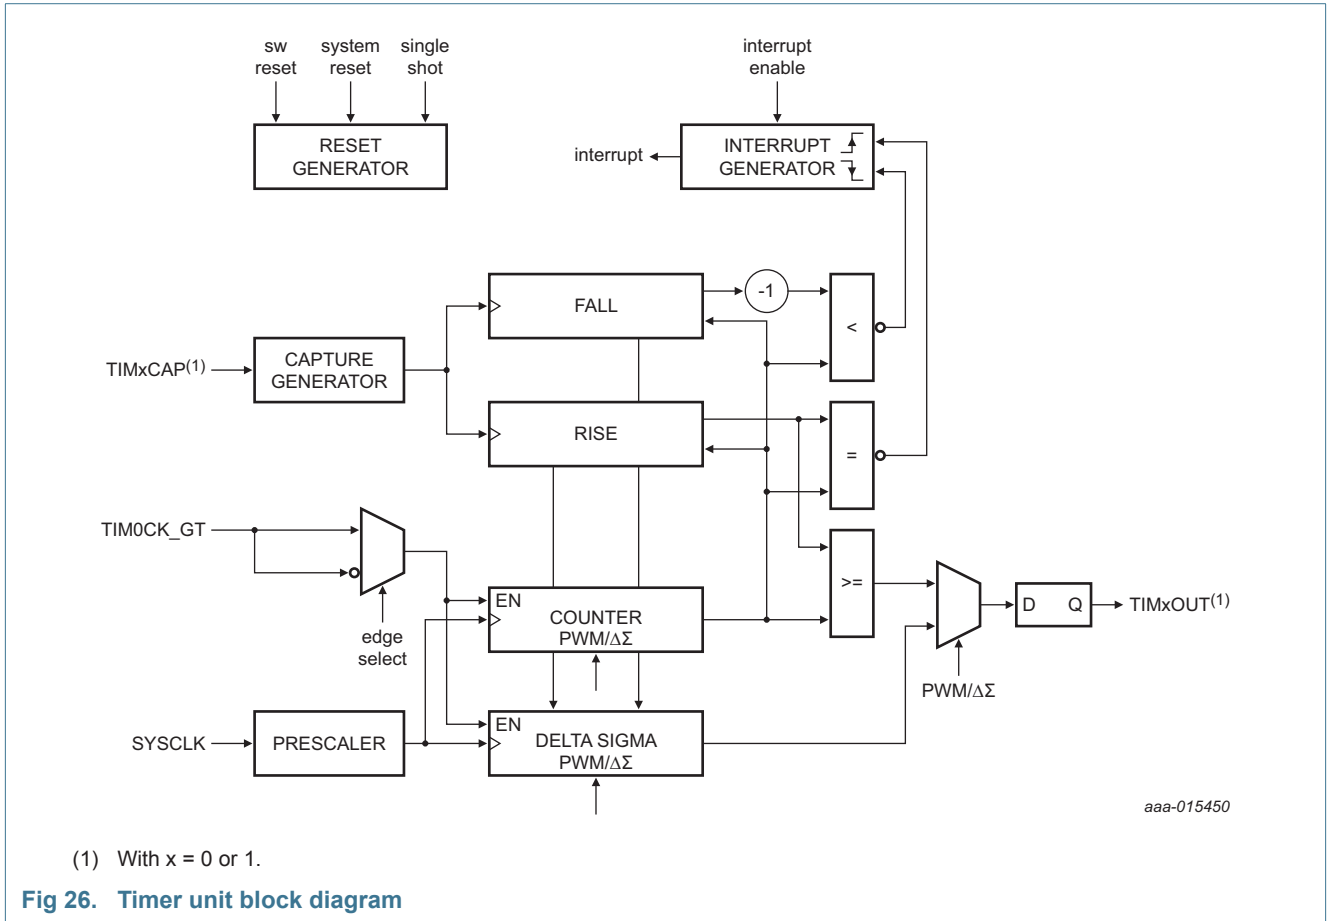 sw
reset
system
reset
single
shot
interrupt
enable
RESET
GENERATOR
interrupt
INTERRUPT
GENERATOR
FALL
-1
<
TIMxCAP(1)
CAPTURE
GENERATOR
RISE
=
TIM0CK_GT
edge
select
EN
COUNTER
PWM/ΔΣ
>=
D Q
TIMxOUT(1)
PWM/ΔΣ
SYSCLK
PRESCALER
EN
DELTA SIGMA
PWM/ΔΣ
aaa-015450
(1) With x = 0 or 1.
Fig 26. Timer unit block diagram